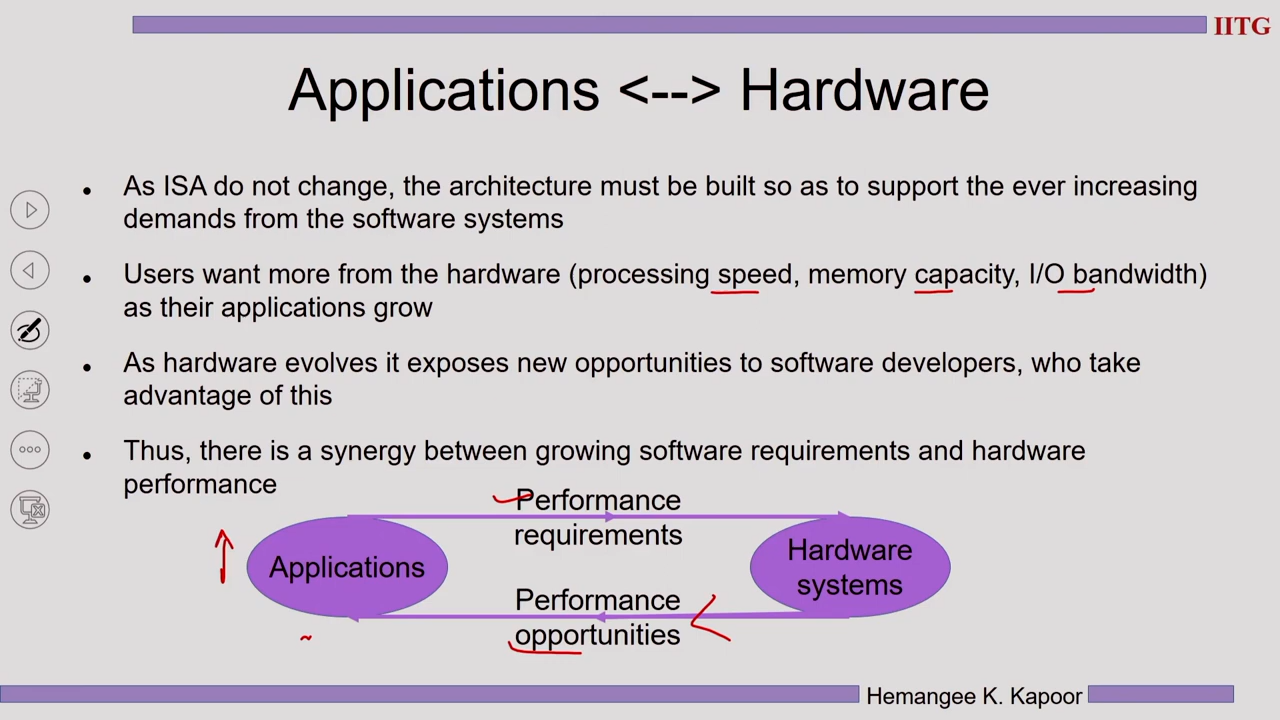 IITG
Applications <--> Hardware
• As ISA do not change, the architecture must be built so as to support the ever increasing
demands from the software systems
• Users want more from the hardware (processing speed, memory capacity, I/O bandwidth)
as their applications grow
• As hardware evolves it exposes new opportunities to software developers, who take
advantage of this
• Thus, there is a synergy between growing software requirements and hardware
performance
Performance
requirements
Applications
Hardware
systems
Performance
opportunities
Hemangee K. Kapoor